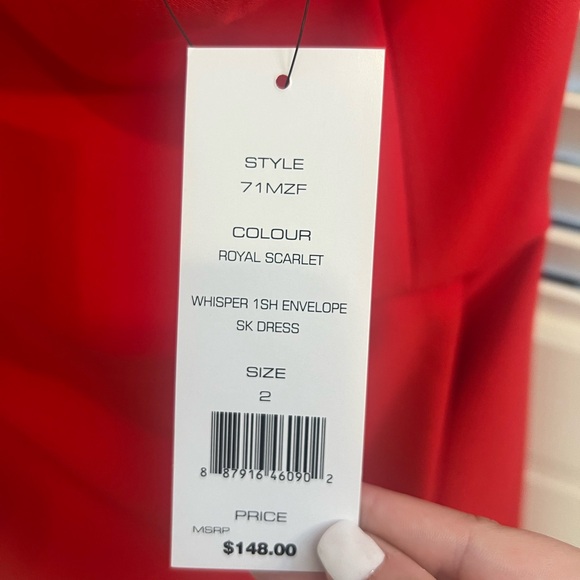 STYLE
71MZF
COLOUR
ROYAL SCARLET
WHISPER 1SH ENVELOPE
SK DRESS
SIZE
2
8 87916 46090 2
PRICE
MSRP
$148.00